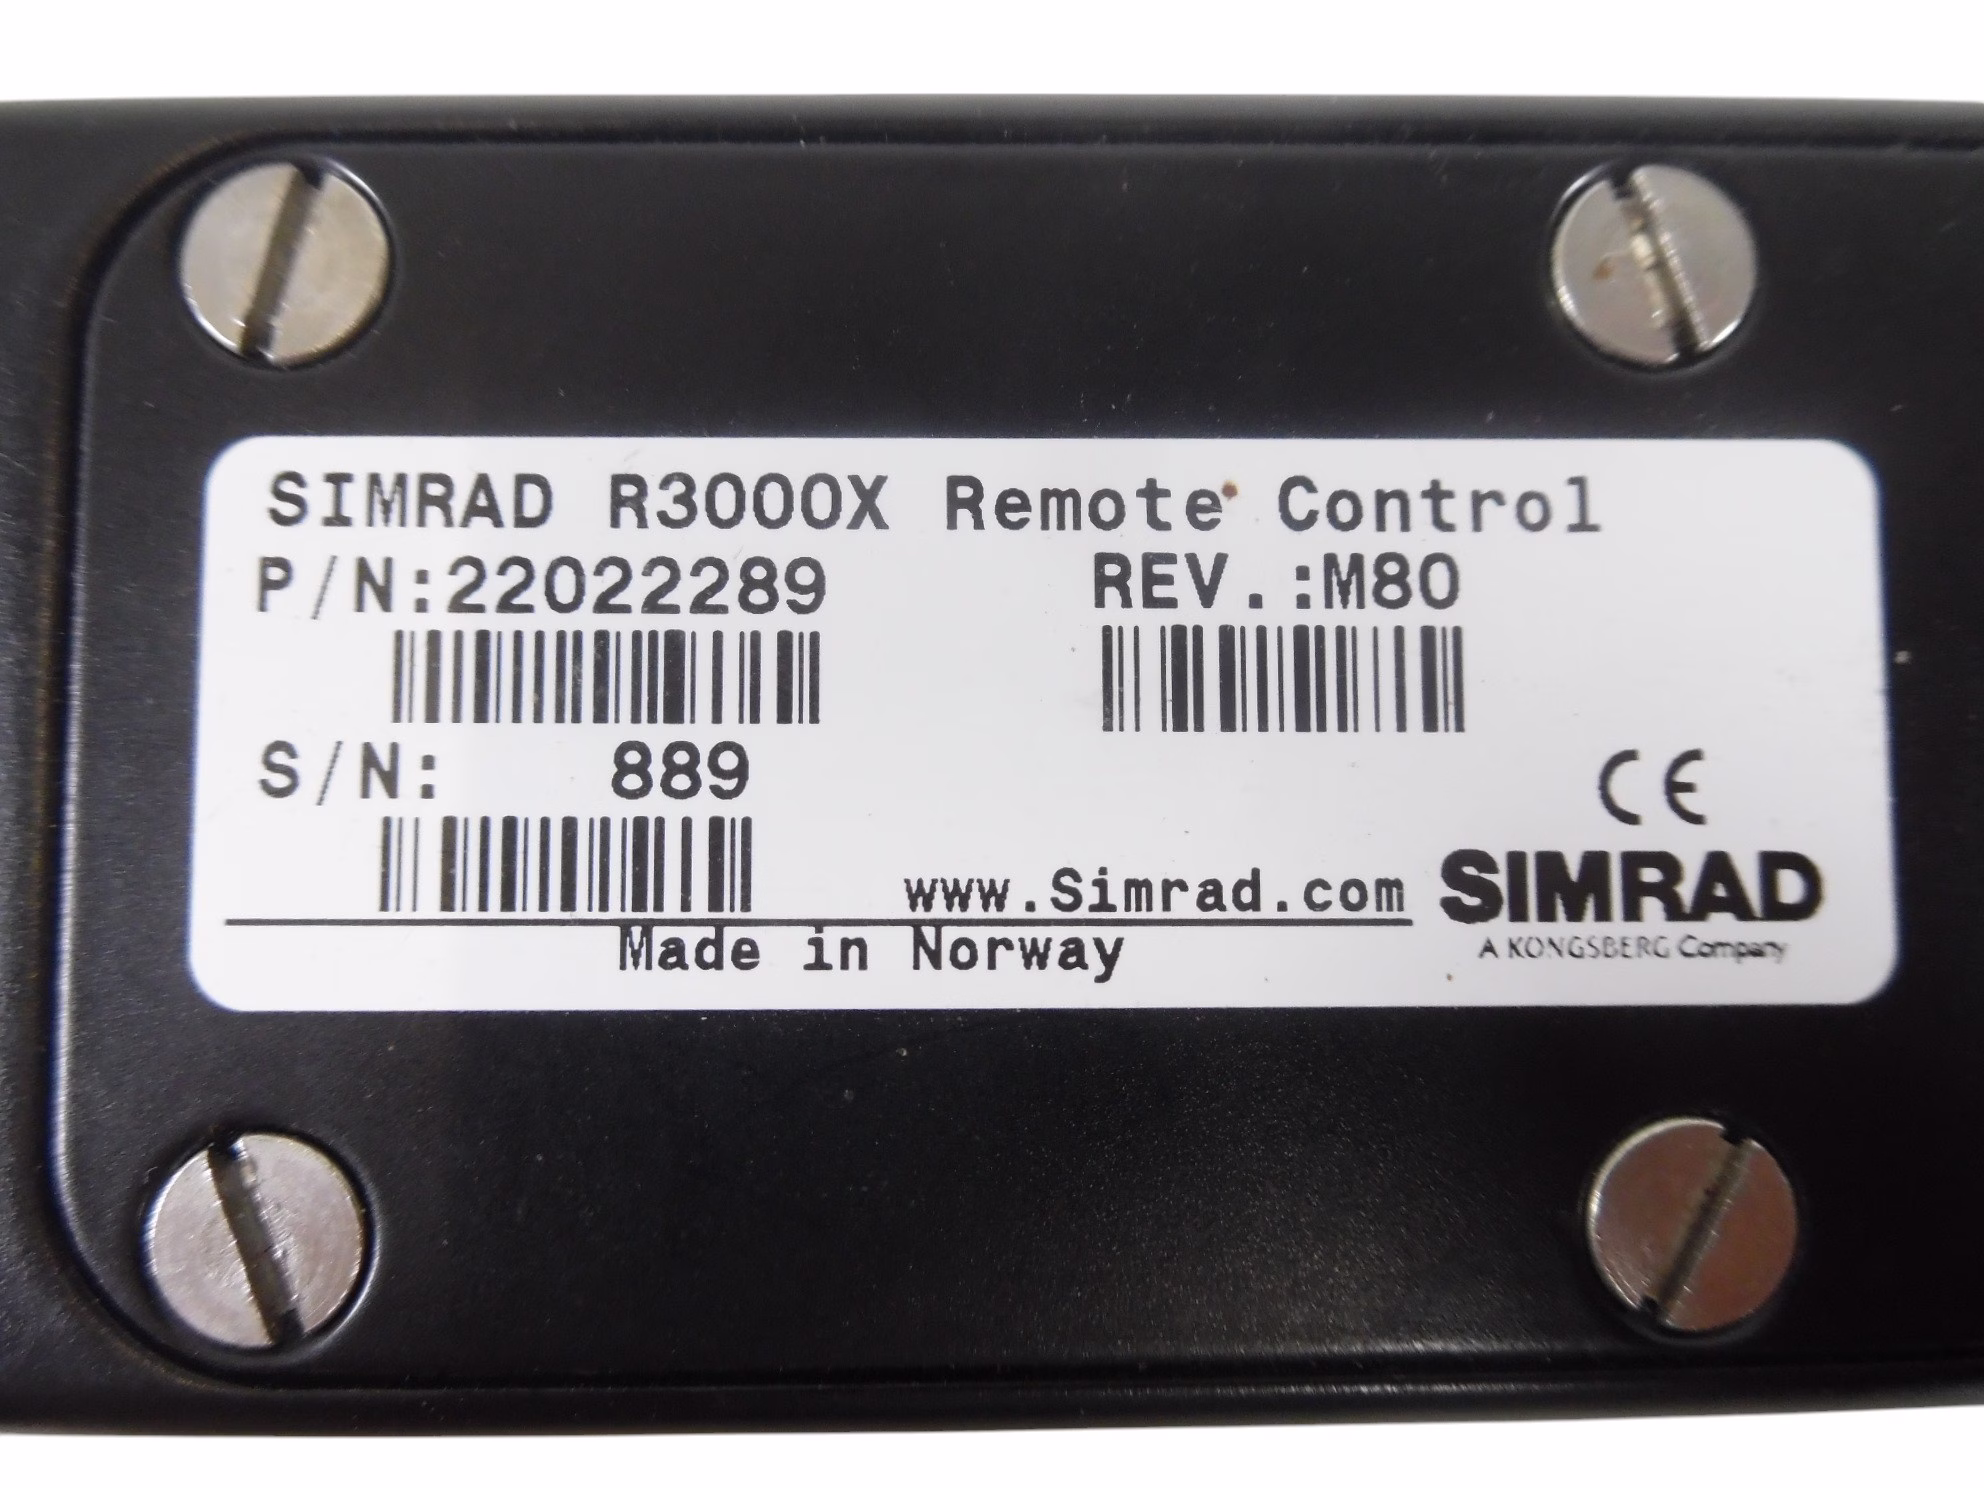 SIMRAD R3000X Remote Control
P/N:22022289 REV.:M80
S/N: 889
CE
www.Simrad.com SIMRAD
Made in Norway A KONGSBERG Company